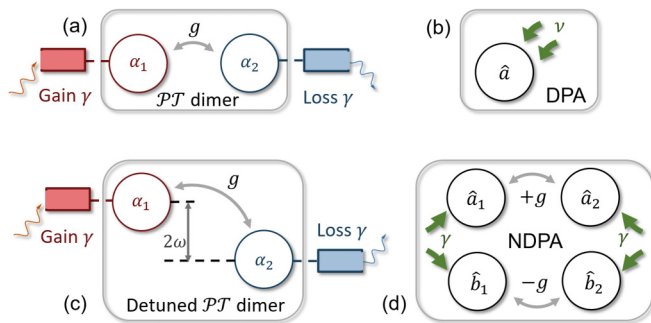 (a)
g
α₁
α₂
Gain γ
𝒫𝒯 dimer
Loss γ
(b)
ν
â
DPA
α₁
g
Loss γ
Gain γ
2ω
α₂
(c)
Detuned 𝒫𝒯 dimer
â₁
+g
â₂
γ
NDPA
γ
b̂₁
−g
b̂₂
(d)